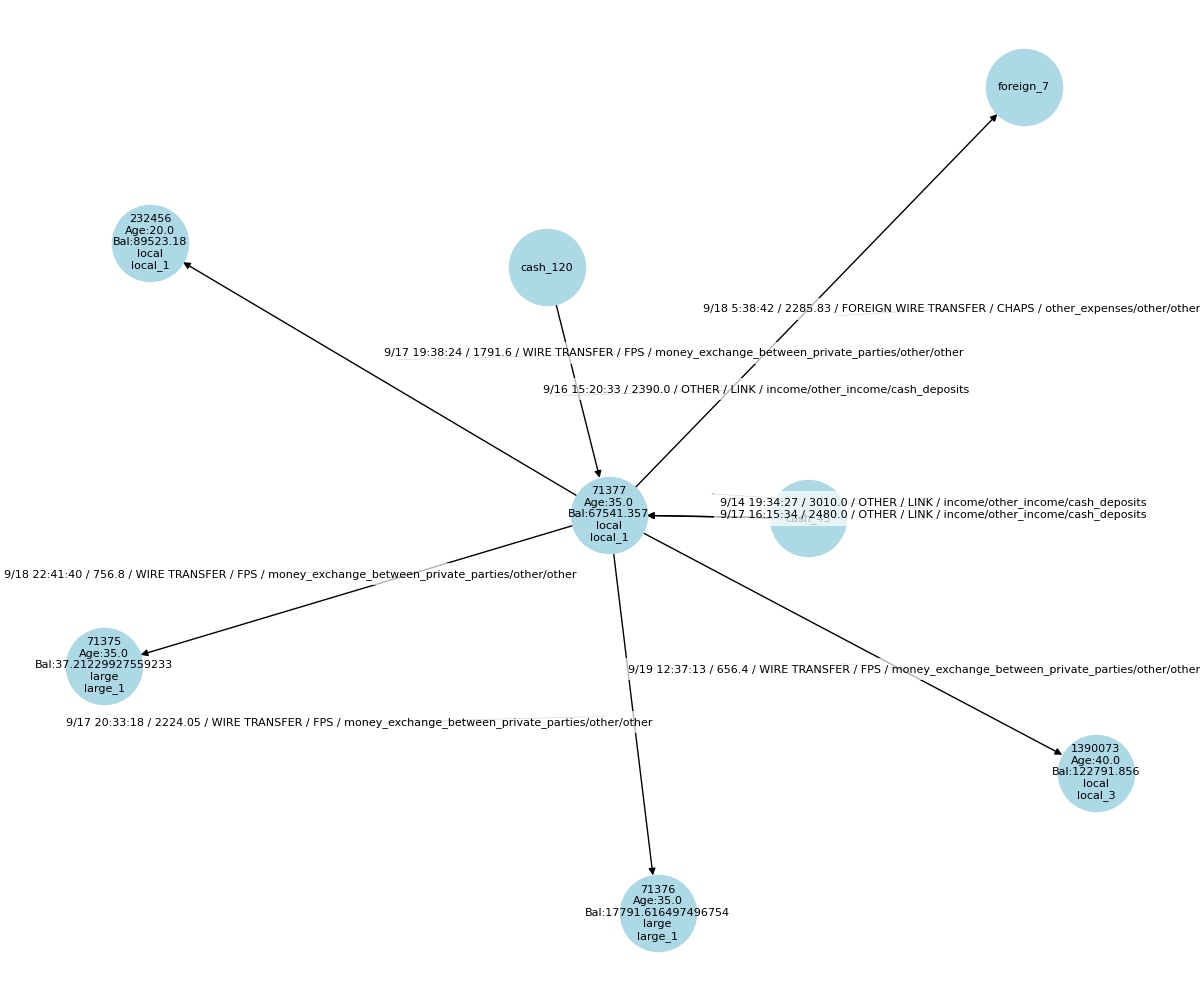 foreign_7
232456
Age:20.0
Bal:89523.18
local
local_1
cash_120
9/18 5:38:42 / 2285.83 / FOREIGN WIRE TRANSFER / CHAPS / other_expenses/other/other
9/17 19:38:24 / 1791.6 / WIRE TRANSFER / FPS / money_exchange_between_private_parties/other/other
9/16 15:20:33 / 2390.0 / OTHER / LINK / income/other_income/cash_deposits
71377
Age:35.0
Bal:67541.357
local
local_1
9/14 19:34:27 / 3010.0 / OTHER / LINK / income/other_income/cash_deposits
9/17 16:15:34 / 2480.0 / OTHER / LINK / income/other_income/cash_deposits
9/18 22:41:40 / 756.8 / WIRE TRANSFER / FPS / money_exchange_between_private_parties/other/other
71375
Age:35.0
Bal:37.21229927559233
large
large_1
9/19 12:37:13 / 656.4 / WIRE TRANSFER / FPS / money_exchange_between_private_parties/other/other
9/17 20:33:18 / 2224.05 / WIRE TRANSFER / FPS / money_exchange_between_private_parties/other/other
1390073
Age:40.0
Bal:122791.856
local
local_3
71376
Age:35.0
Bal:17791.616497496754
large
large_1